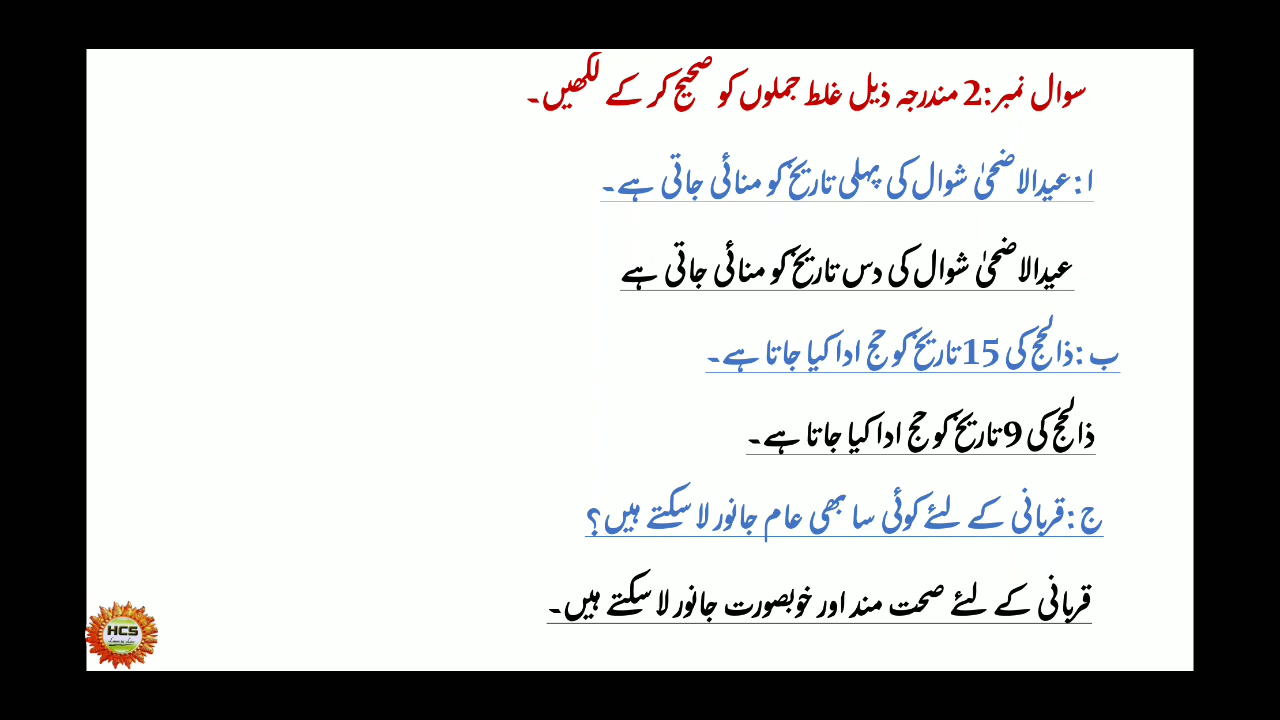 سوال نمبر:2 مندرجہ ذیل غلط جملوں کو صحیح کر کے لکھیں۔
ا: عیدالاضحیٰ شوال کی پہلی تاریخ کو منائی جاتی ہے۔
عیدالاضحیٰ شوال کی دس تاریخ کو منائی جاتی ہے
ب: ذالحج کی 15 تاریخ کو حج ادا کیا جاتا ہے۔
ذالحج کی 9 تاریخ کو حج ادا کیا جاتا ہے۔
ج: قربانی کے لئے کوئی سا بھی عام جانور لا سکتے ہیں؟
قربانی کے لئے صحت مند اور خوبصورت جانور لا سکتے ہیں۔
HCS